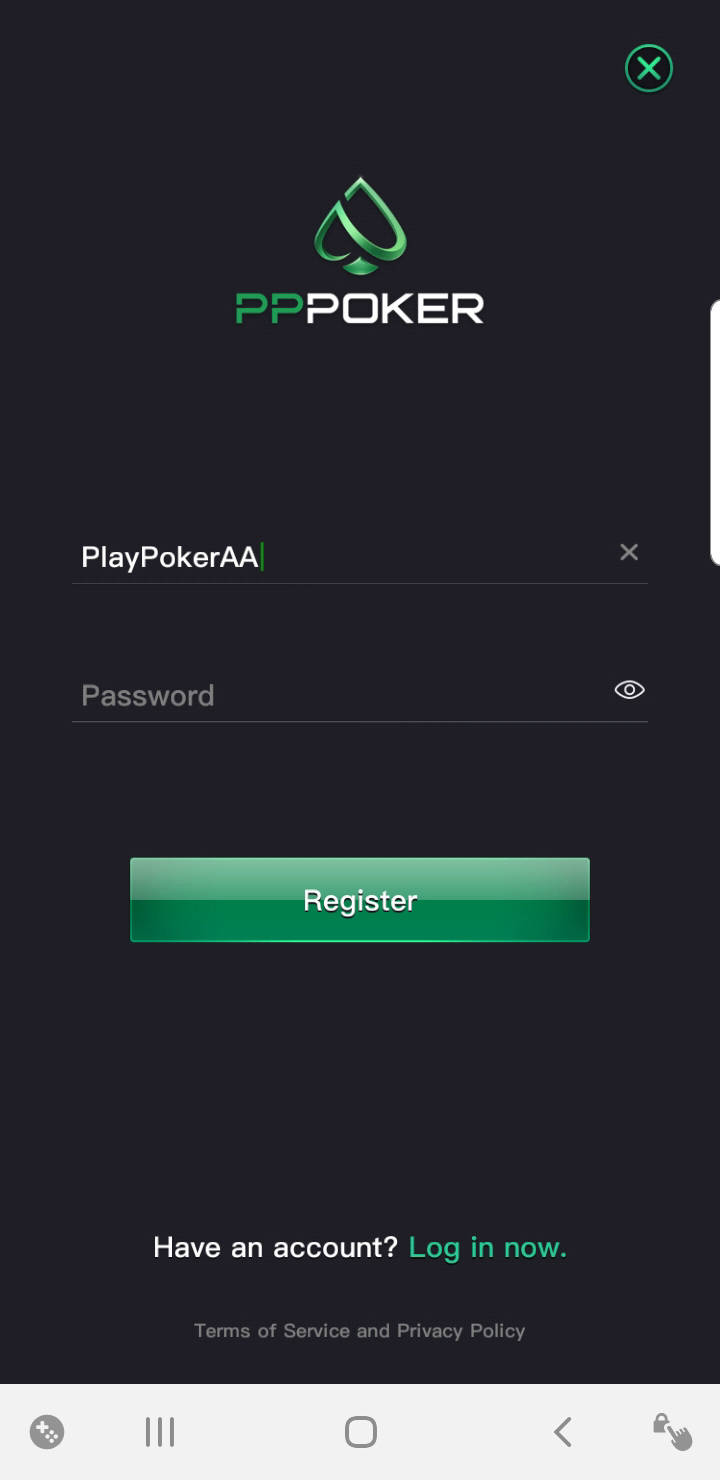 PPPOKER
PlayPokerAA
Password
Register
Have an account? Log in now.
Terms of Service and Privacy Policy